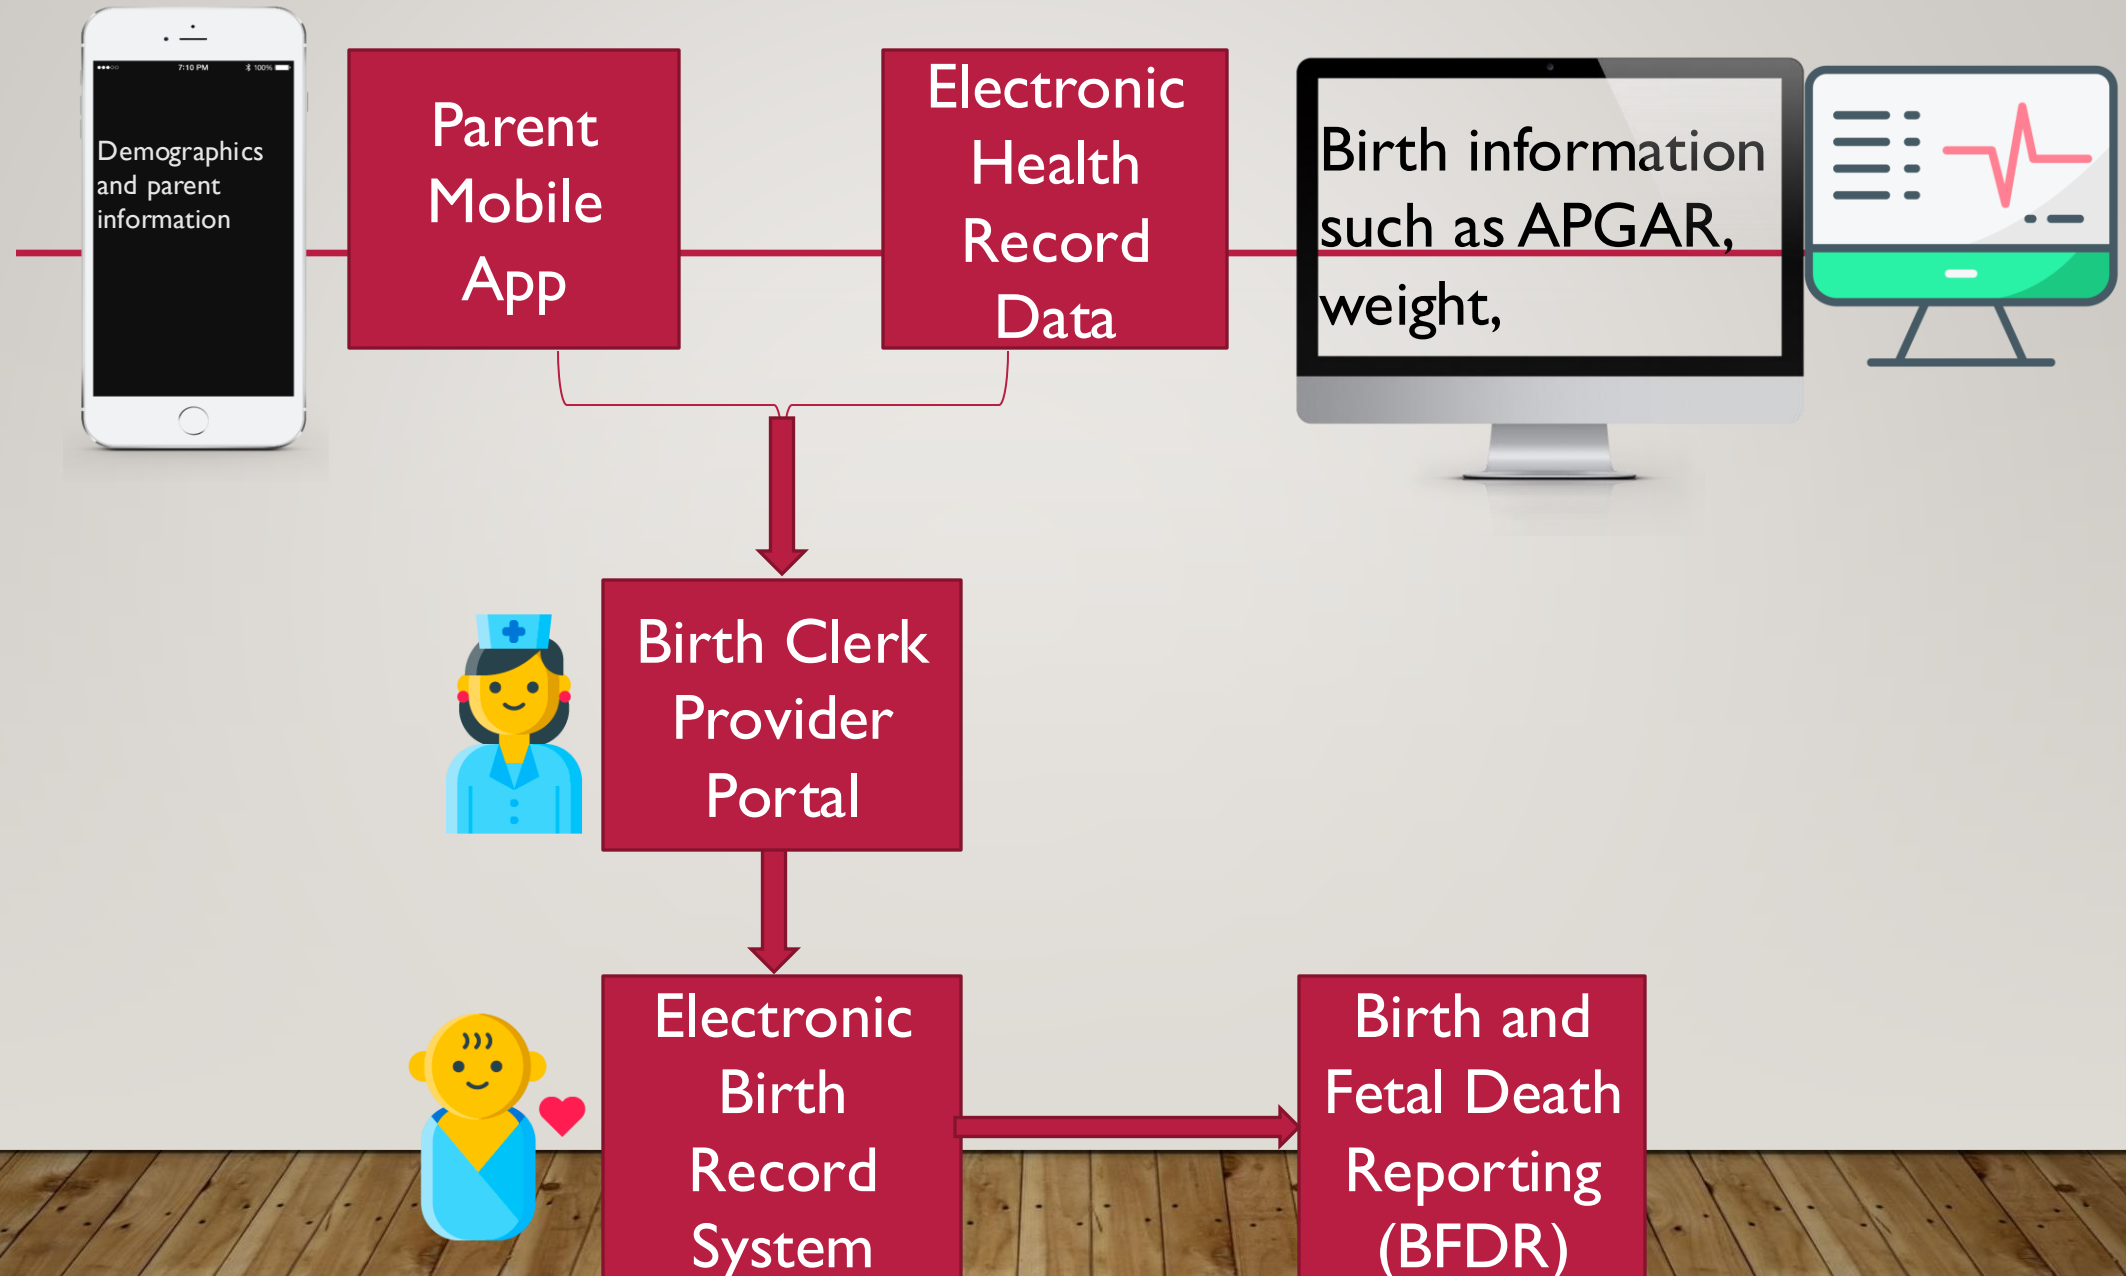 7:10 PM
100%
Demographics
and parent
information
Parent
Mobile
App
Electronic
Health
Record
Data
Birth information
such as APGAR,
weight,
Birth Clerk
Provider
Portal
Electronic
Birth
Record
System
Birth and
Fetal Death
Reporting
(BFDR)